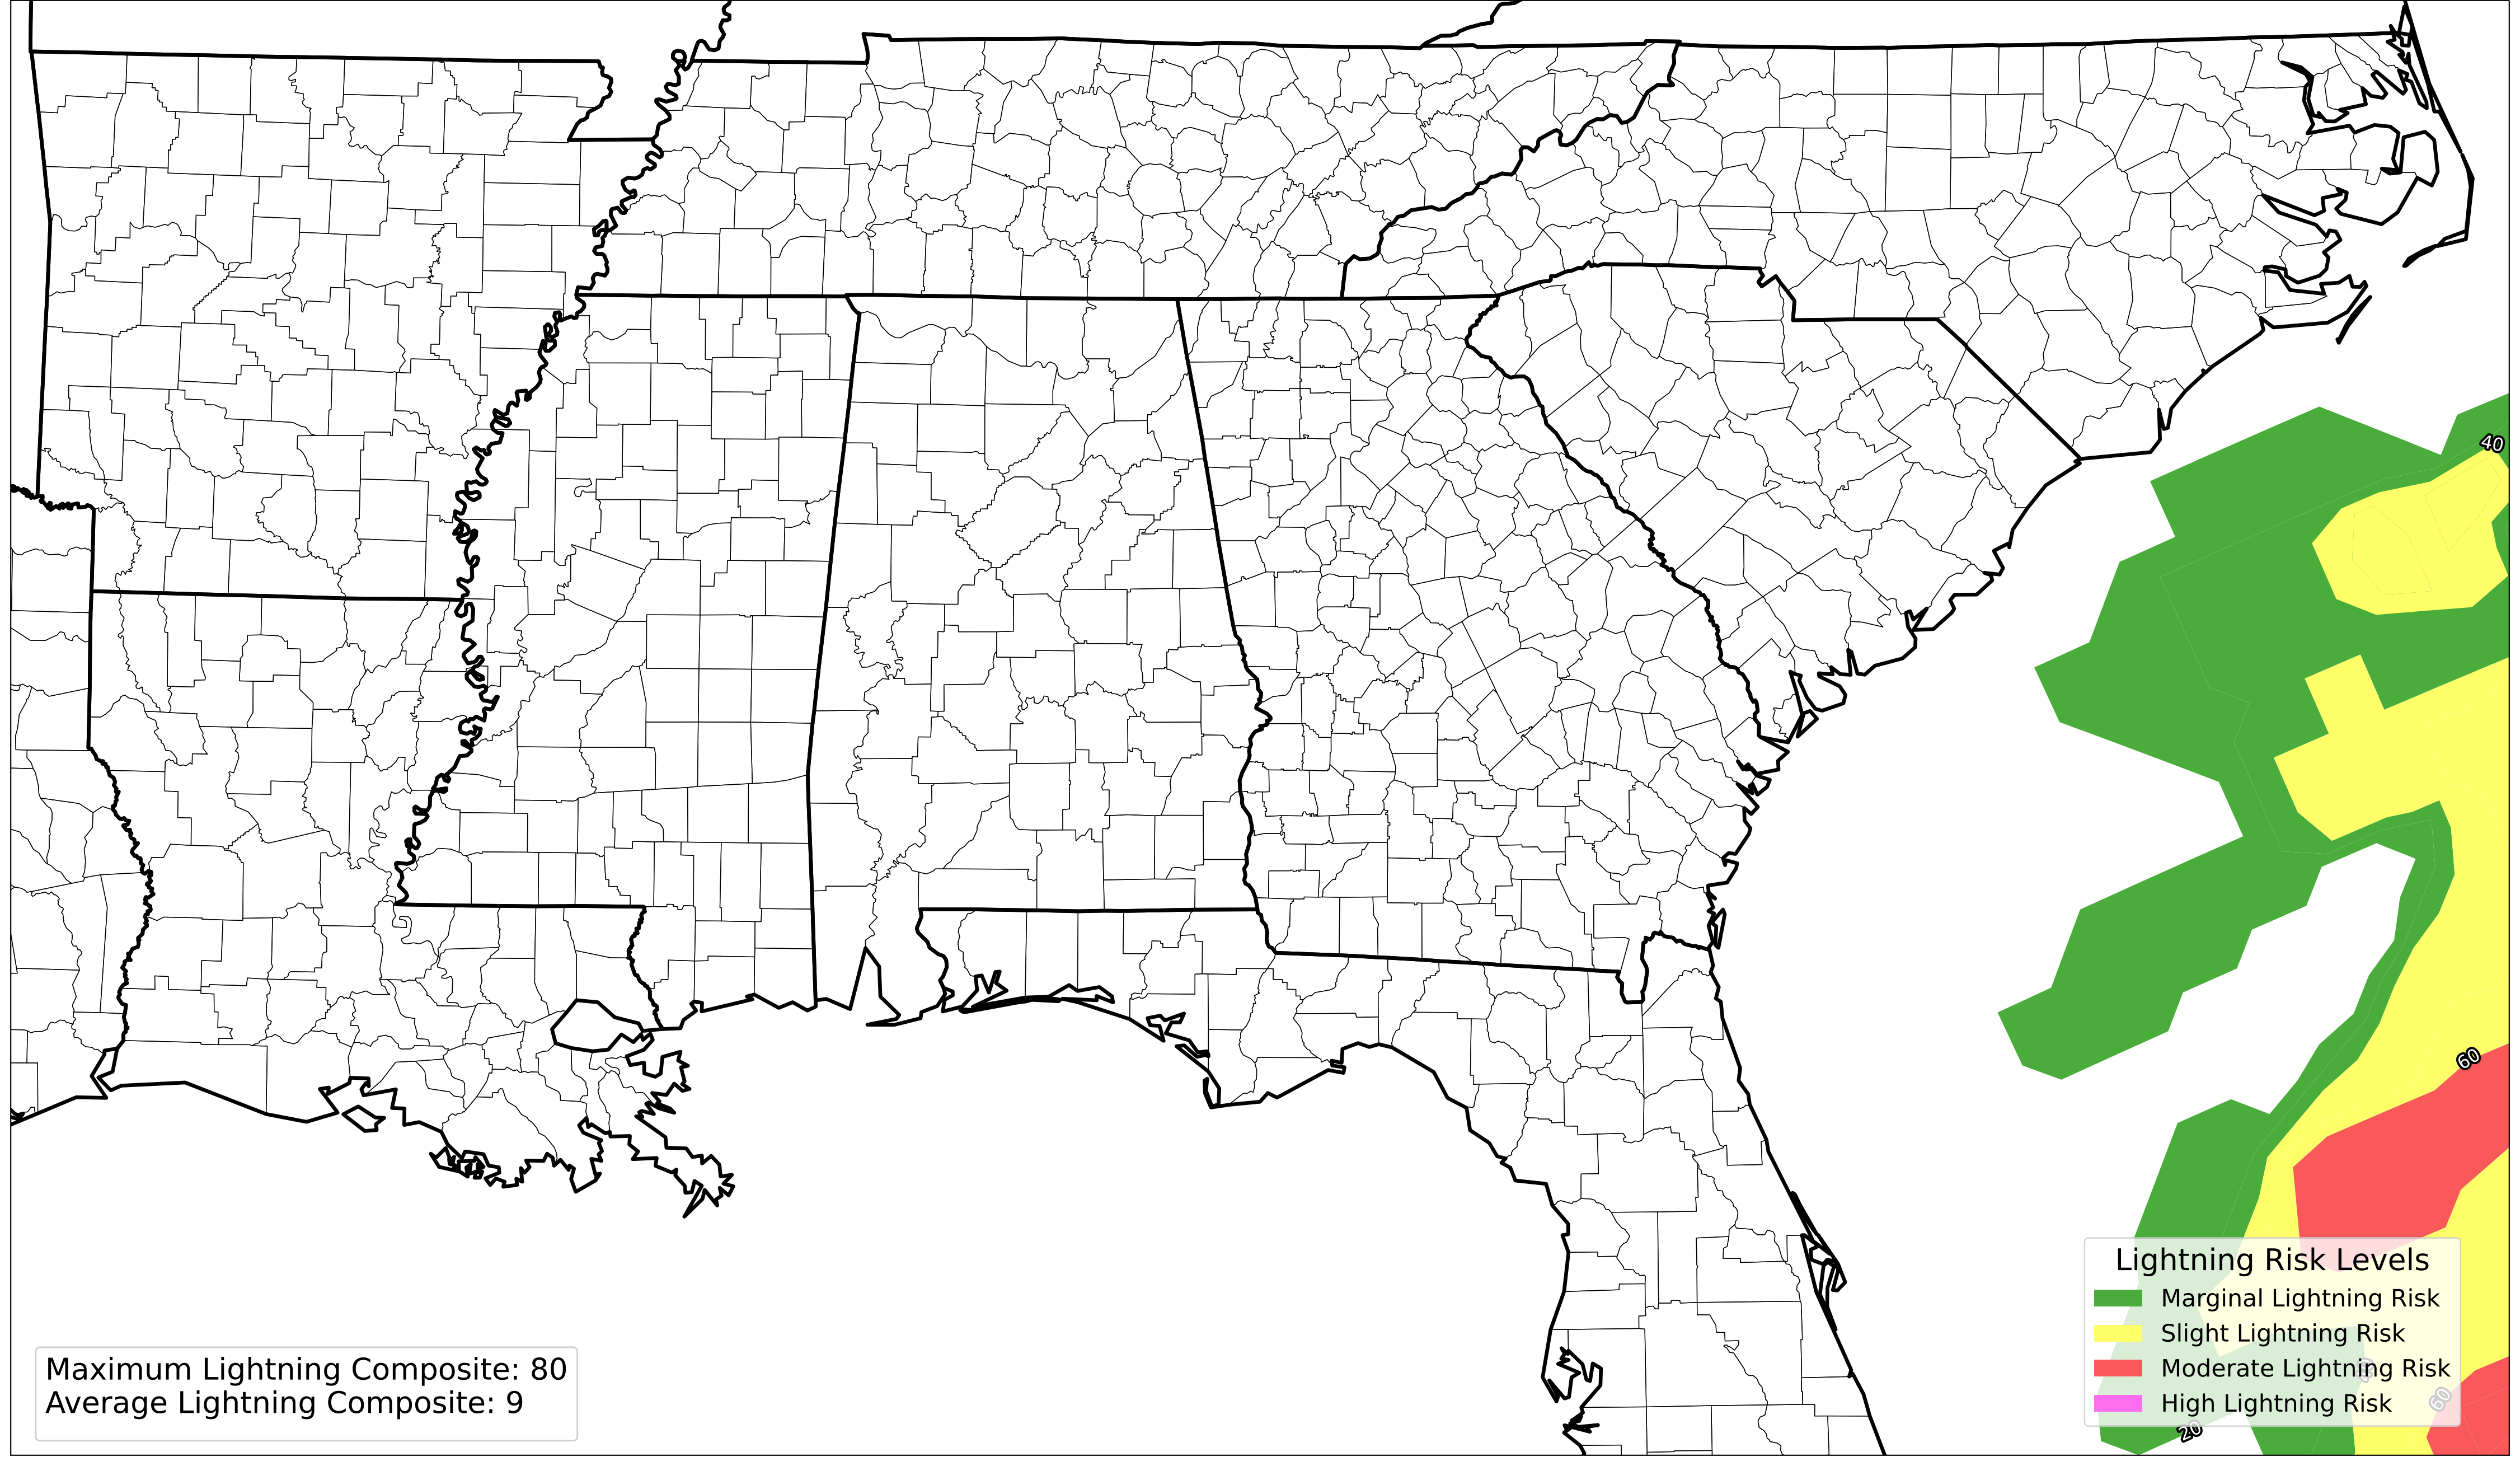 40
60
Lightning Risk Levels
Marginal Lightning Risk
Slight Lightning Risk
Moderate Lightning Risk
High Lightning Risk
60
20
Maximum Lightning Composite: 80
Average Lightning Composite: 9